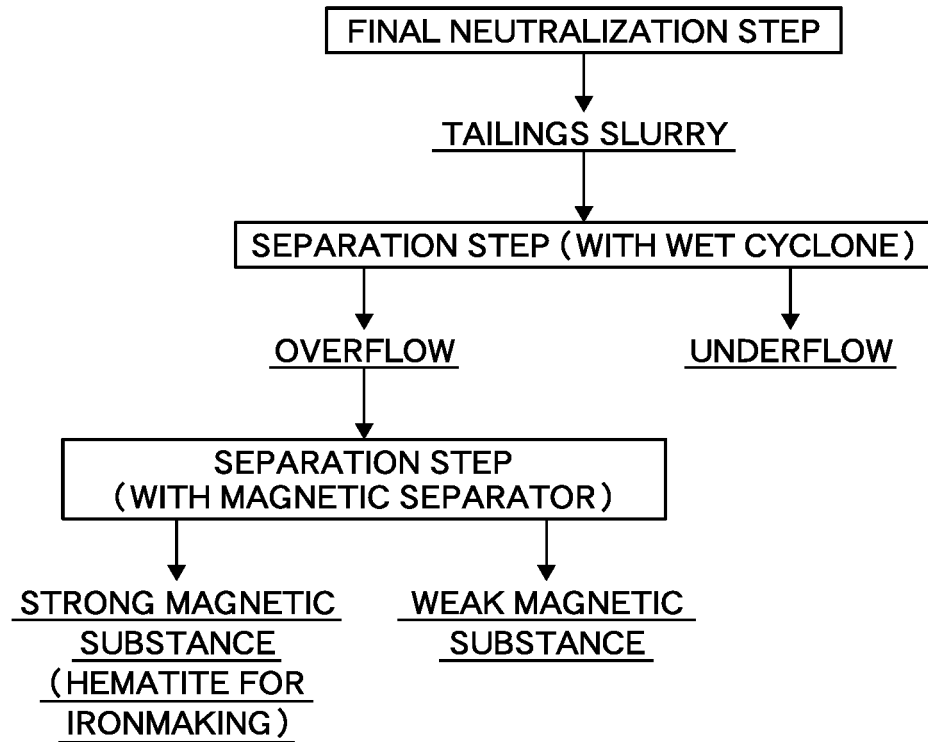 FINAL NEUTRALIZATION STEP
TAILINGS SLURRY
SEPARATION STEP (WITH WET CYCLONE)
OVERFLOW
UNDERFLOW
SEPARATION STEP
(WITH MAGNETIC SEPARATOR)
STRONG MAGNETIC
SUBSTANCE
(HEMATITE FOR
IRONMAKING)
WEAK MAGNETIC
SUBSTANCE